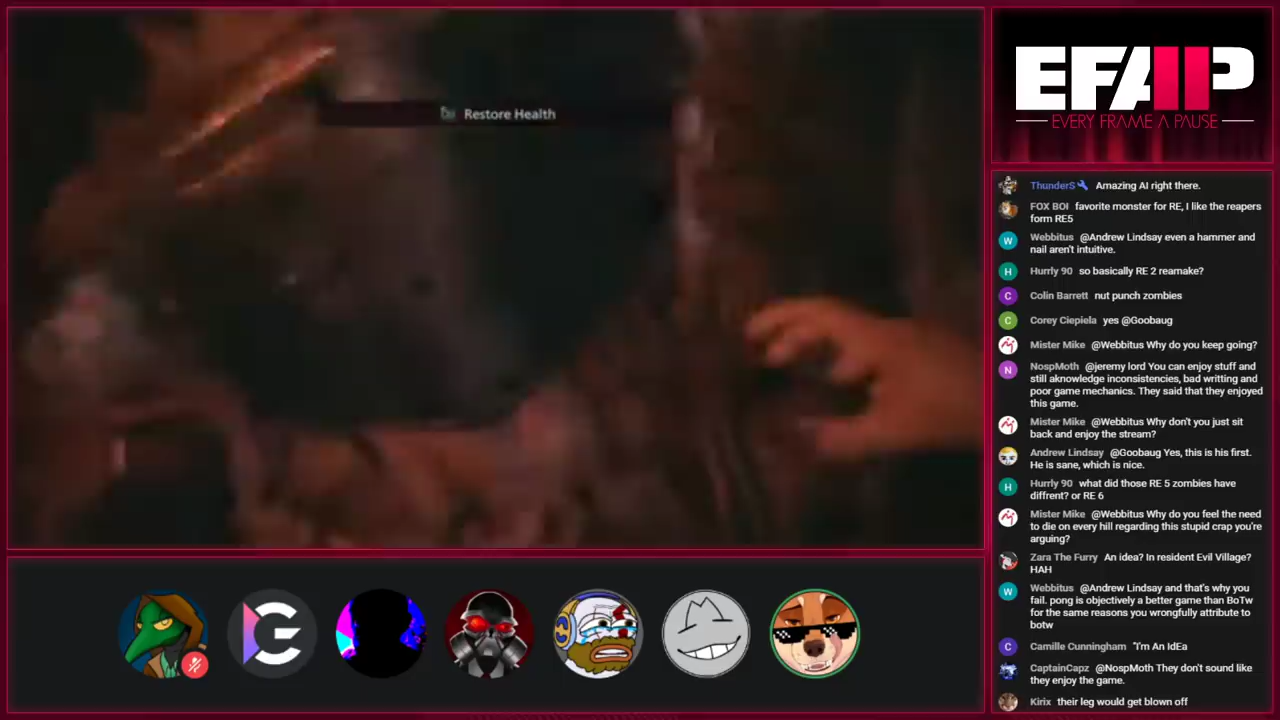 Restore Health
EFAP
EVERY FRAME A PAUSE
ThunderS Amazing AI right there.
FOX BOI favorite monster for RE, I like the reapers
form RE5
W Webbitus @Andrew Lindsay even a hammer and
nail aren't intuitive.
H Hurrly 90 so basically RE 2 reamake?
C Colin Barrett nut punch zombies
C Corey Ciepiela yes @Goobaug
Mister Mike @Webbitus Why do you keep going?
N NospMoth @jeremy lord You can enjoy stuff and
still aknowledge inconsistencies, bad writting and
poor game mechanics. They said that they enjoyed
this game.
Mister Mike @Webbitus Why don't you just sit
back and enjoy the stream?
Andrew Lindsay @Goobaug Yes, this is his first.
He is sane, which is nice.
H Hurrly 90 what did those RE 5 zombies have
diffrent? or RE 6
Mister Mike @Webbitus Why do you feel the need
to die on every hill regarding this stupid crap you're
arguing?
Zara The Furry An idea? In resident Evil Village?
HAH
W Webbitus @Andrew Lindsay and that's why you
fail. pong is objectively a better game than BoTw
for the same reasons you wrongfully attribute to
botw
C Camille Cunningham "I'm An IdEa
CaptainCapz @NospMoth They don't sound like
they enjoy the game.
Kirix their leg would get blown off